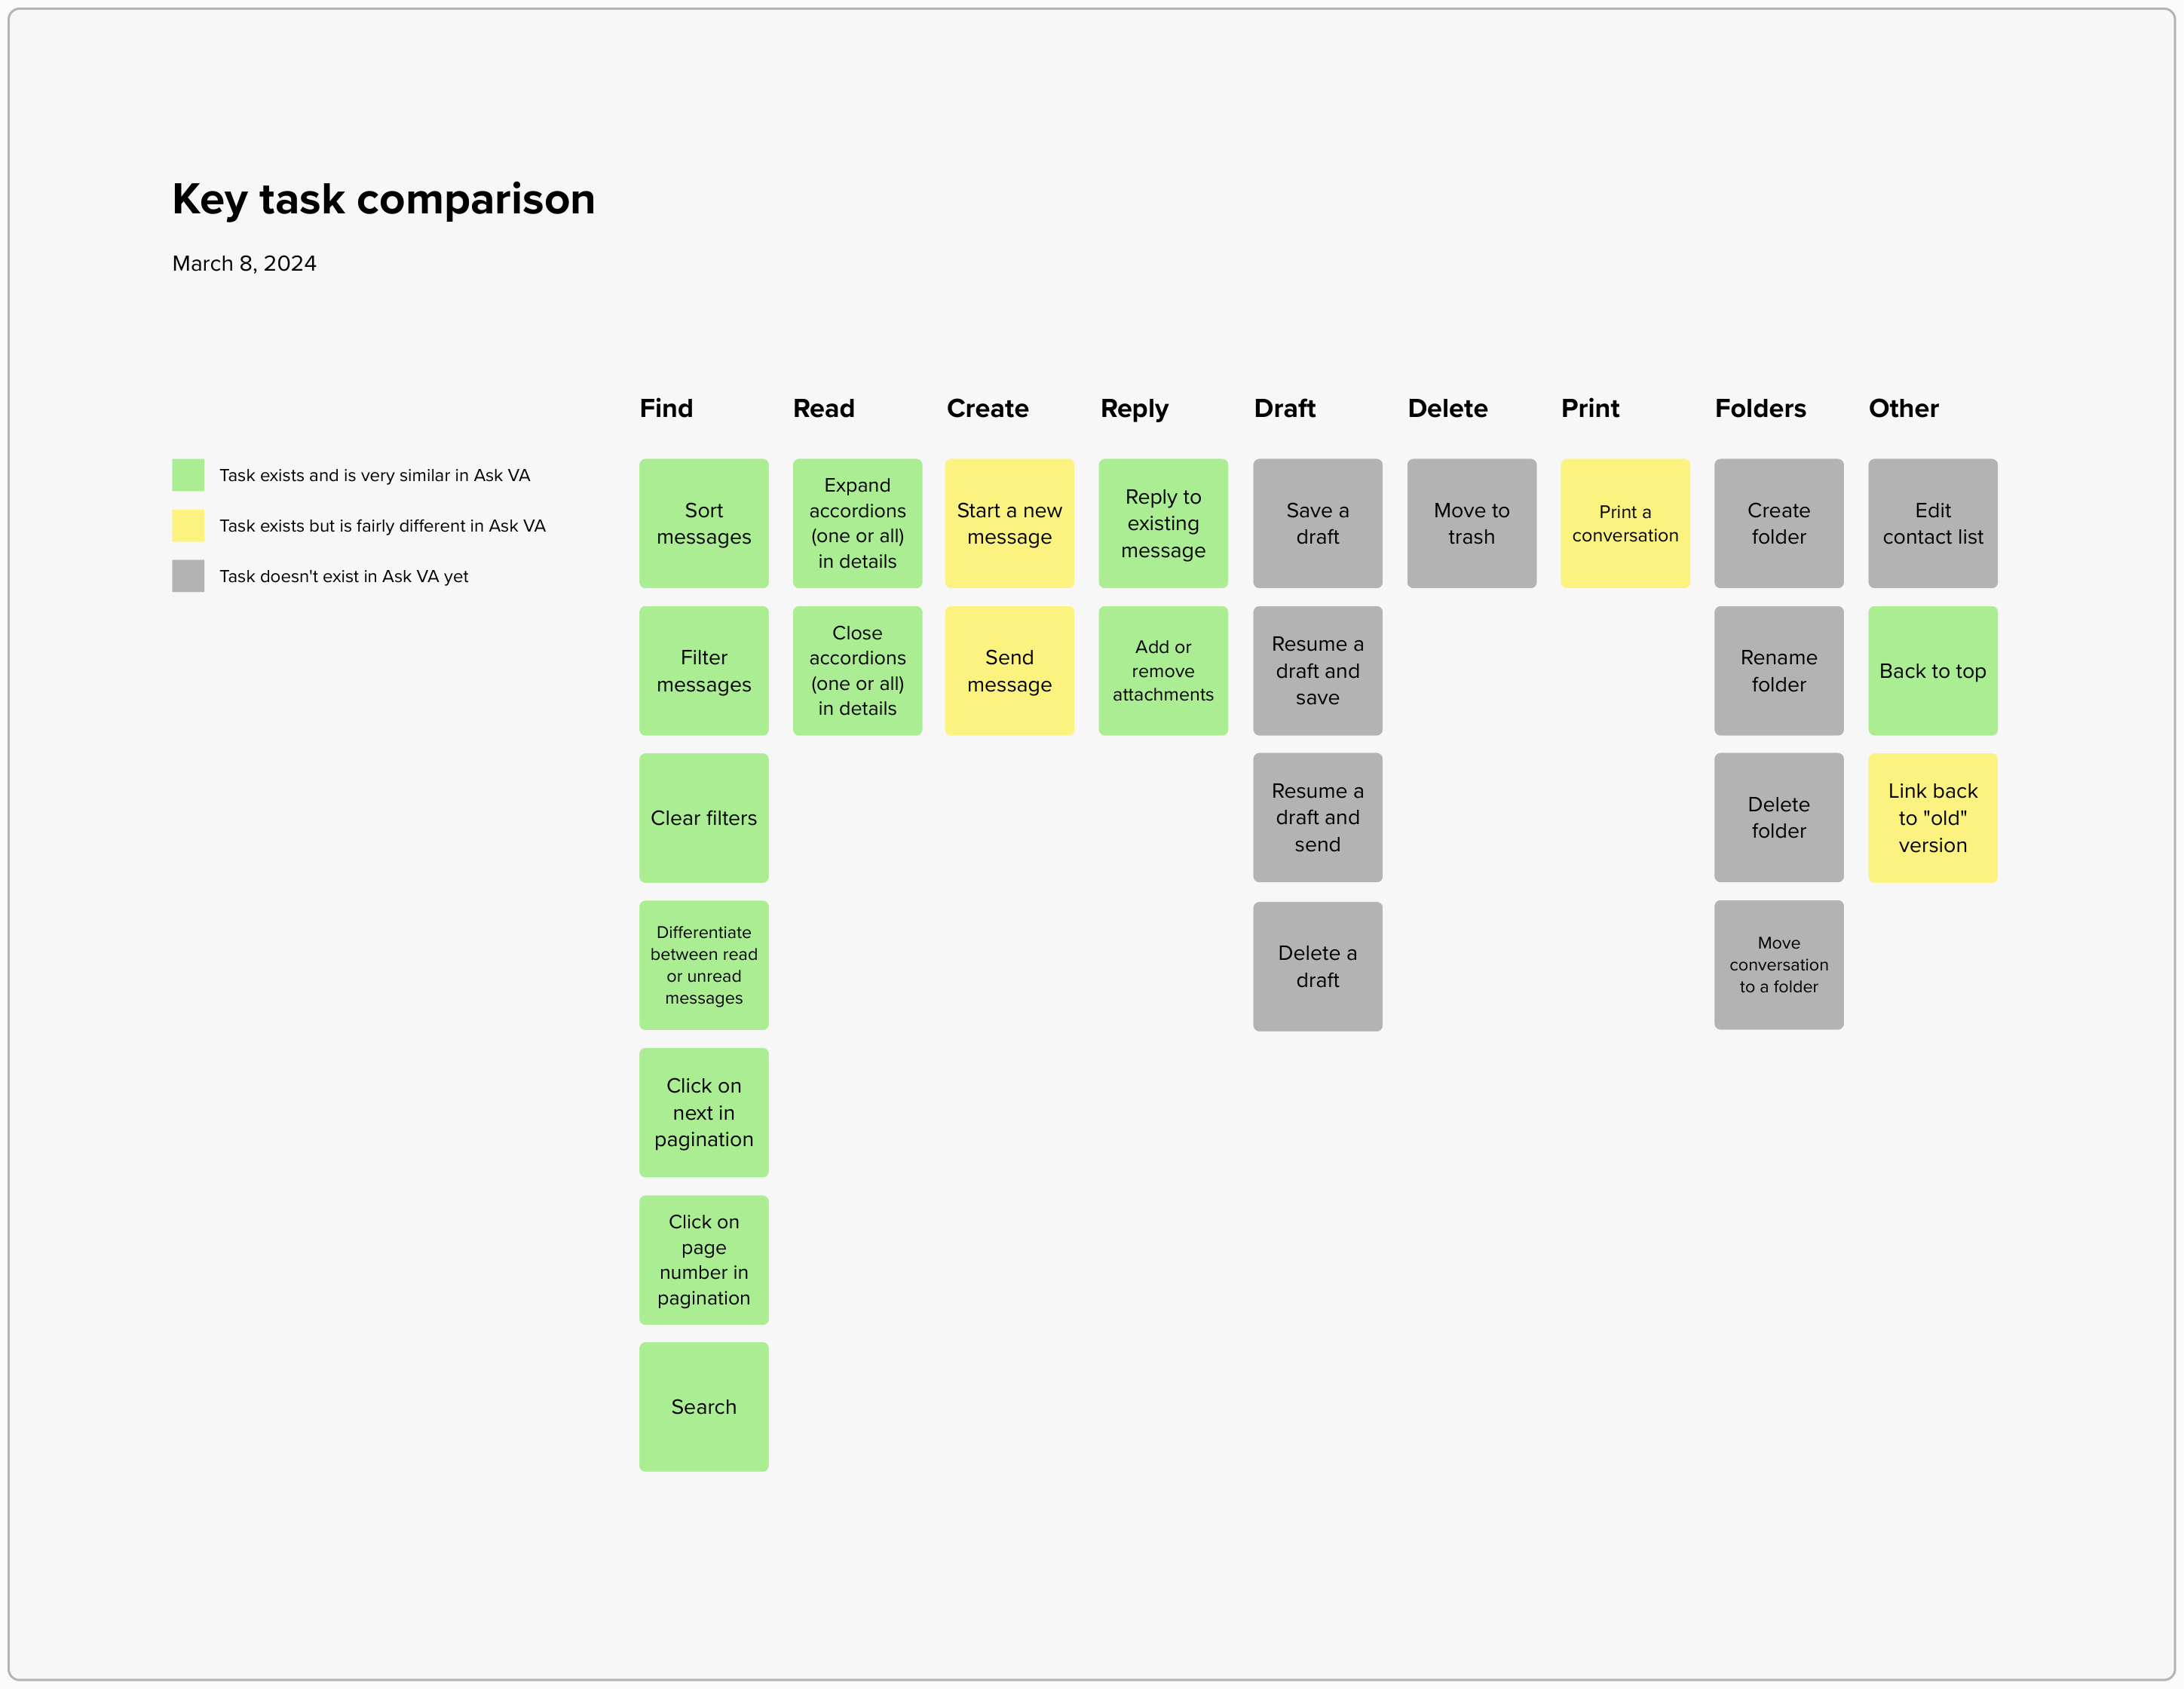 Key task comparison
March 8, 2024
Task exists and is very similar in Ask VA
Task exists but is fairly different in Ask VA
Task doesn't exist in Ask VA yet
Find
Sort
messages
Filter
messages
Clear filters
Differentiate
between read
or unread
messages
Click on
next in
pagination
Click on
page
number in
pagination
Search
Read
Expand
accordions
(one or all)
in details
Close
accordions
(one or all)
in details
Create
Start a new
message
Send
message
Reply
Reply to
existing
message
Add or
remove
attachments
Draft
Save a
draft
Resume a
draft and
save
Resume a
draft and
send
Delete a
draft
Delete
Move to
trash
Print
Print a
conversation
Folders
Create
folder
Rename
folder
Delete
folder
Move
conversation
to a folder
Other
Edit
contact list
Back to top
Link back
to "old"
version